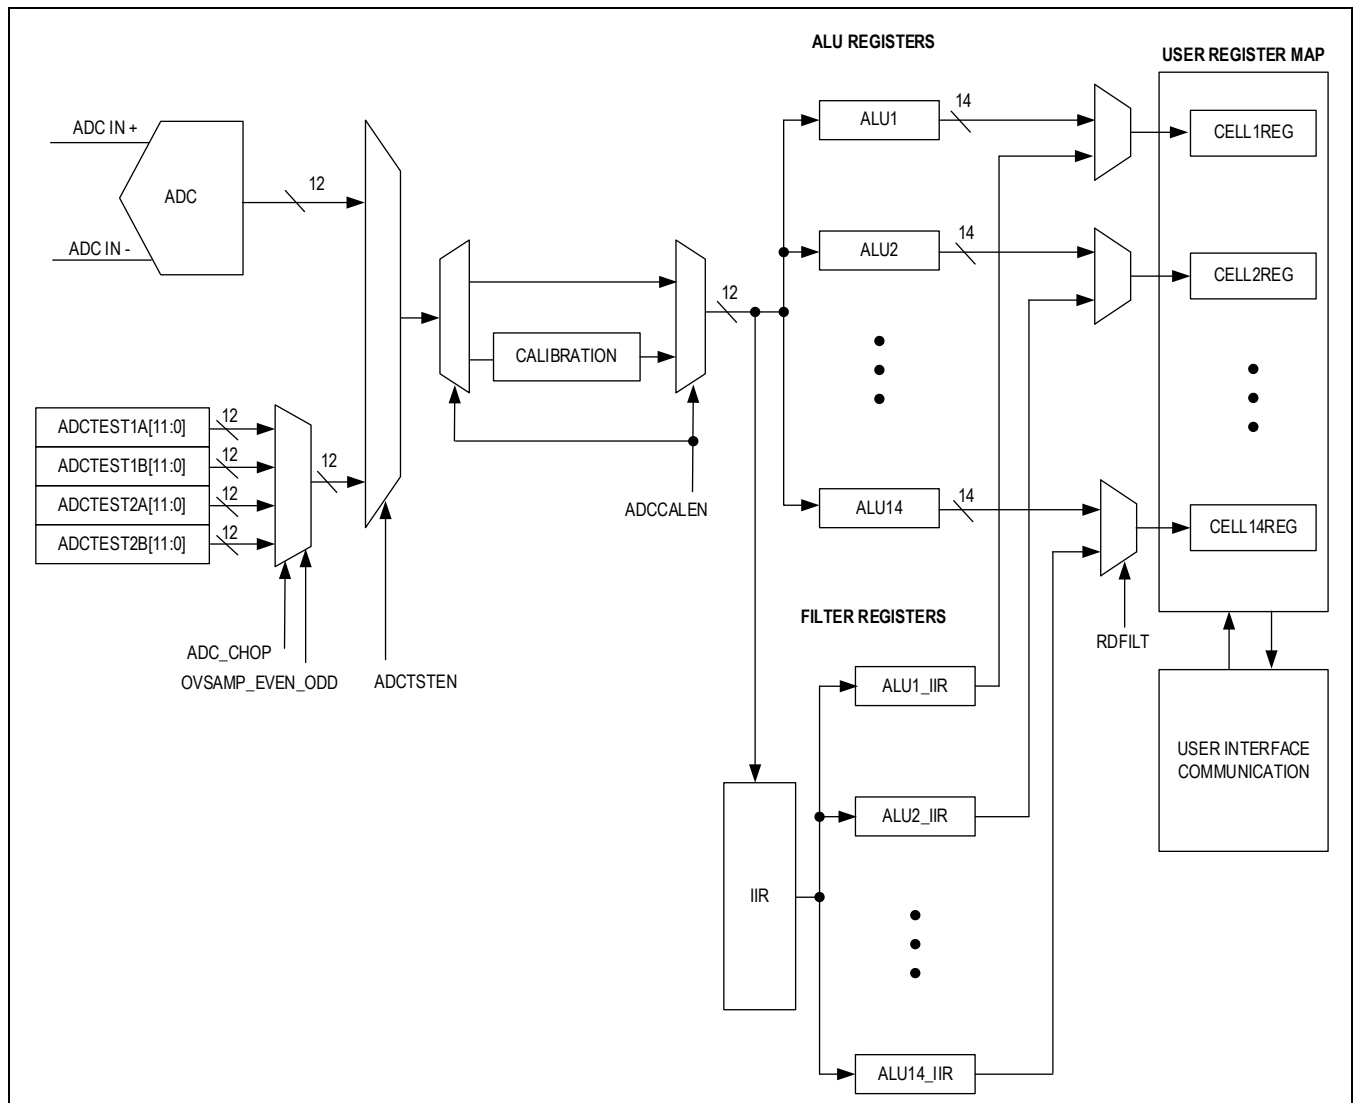 ALU REGISTERS
USER REGISTER MAP
ADC IN +
ADC
ADC IN -
12
ADCTEST1A[11:0]
ADCTEST1B[11:0]
ADCTEST2A[11:0]
ADCTEST2B[11:0]
12
12
12
12
12
ADC_CHOP
OVSAMP_EVEN_ODD
ADCTSTEN
CALIBRATION
ADCCALEN
12
ALU1
14
CELL1REG
ALU2
14
CELL2REG
ALU14
14
CELL14REG
RDFILT
FILTER REGISTERS
ALU1_IIR
ALU2_IIR
IIR
ALU14_IIR
USER INTERFACE
COMMUNICATION